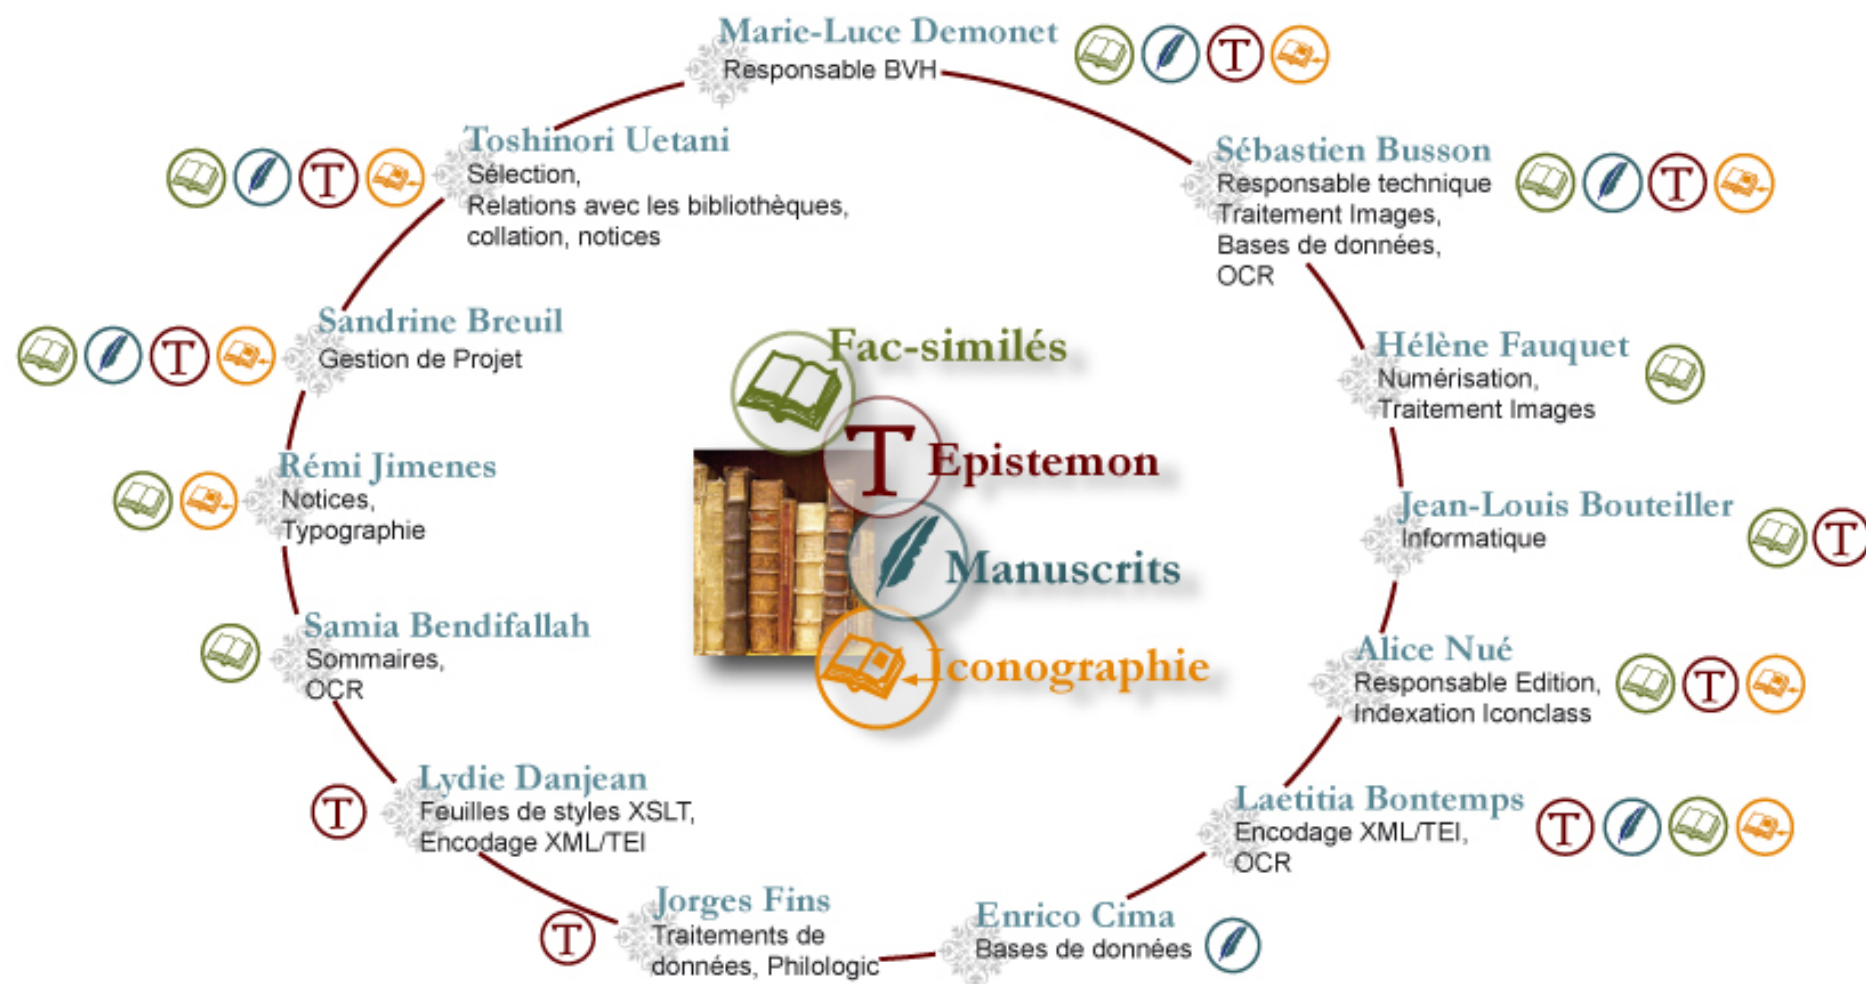 Marie-Luce Demonet
Responsable BVH
T
Toshinori Uetani
Sélection,
Relations avec les bibliothèques,
collation, notices
T
Sébastien Busson
Responsable technique
Traitement Images,
Bases de données,
OCR
T
Sandrine Breuil
Gestion de Projet
T
Hélène Fauquet
Numérisation,
Traitement Images
Fac-similés
T Epistemon
Manuscrits
Iconographie
Rémi Jimenes
Notices,
Typographie
Jean-Louis Bouteiller
Informatique
T
Samia Bendifallah
Sommaires,
OCR
Alice Nué
Responsable Edition,
Indexation Iconclass
T
Lydie Danjean
Feuilles de styles XSLT,
Encodage XML/TEI
T
Laetitia Bontemps
Encodage XML/TEI,
OCR
T
Jorges Fins
Traitements de
données, Philologic
T
Enrico Cima
Bases de données